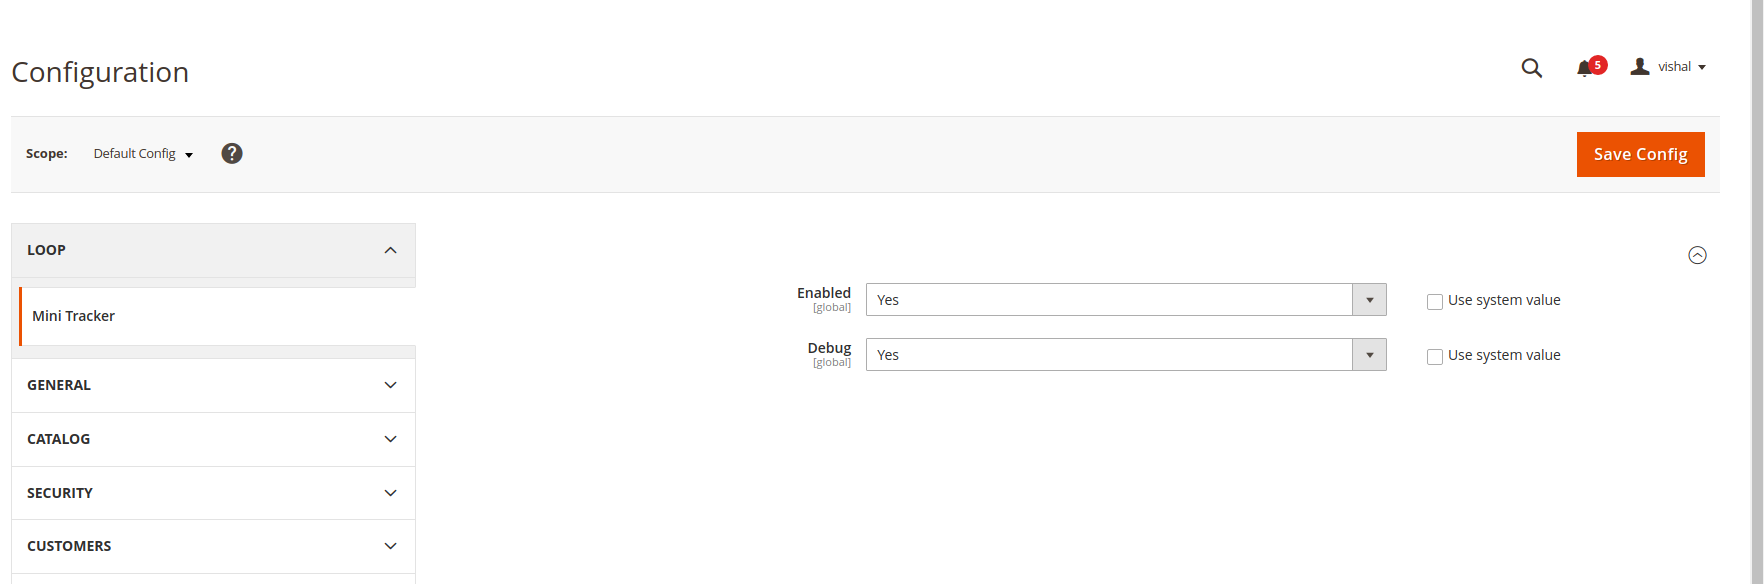 Configuration
5
vishal
Scope:
Default Config
?
Save Config
LOOP
Mini Tracker
GENERAL
CATALOG
SECURITY
CUSTOMERS
Enabled
[global]
Yes
Use system value
Debug
[global]
Yes
Use system value